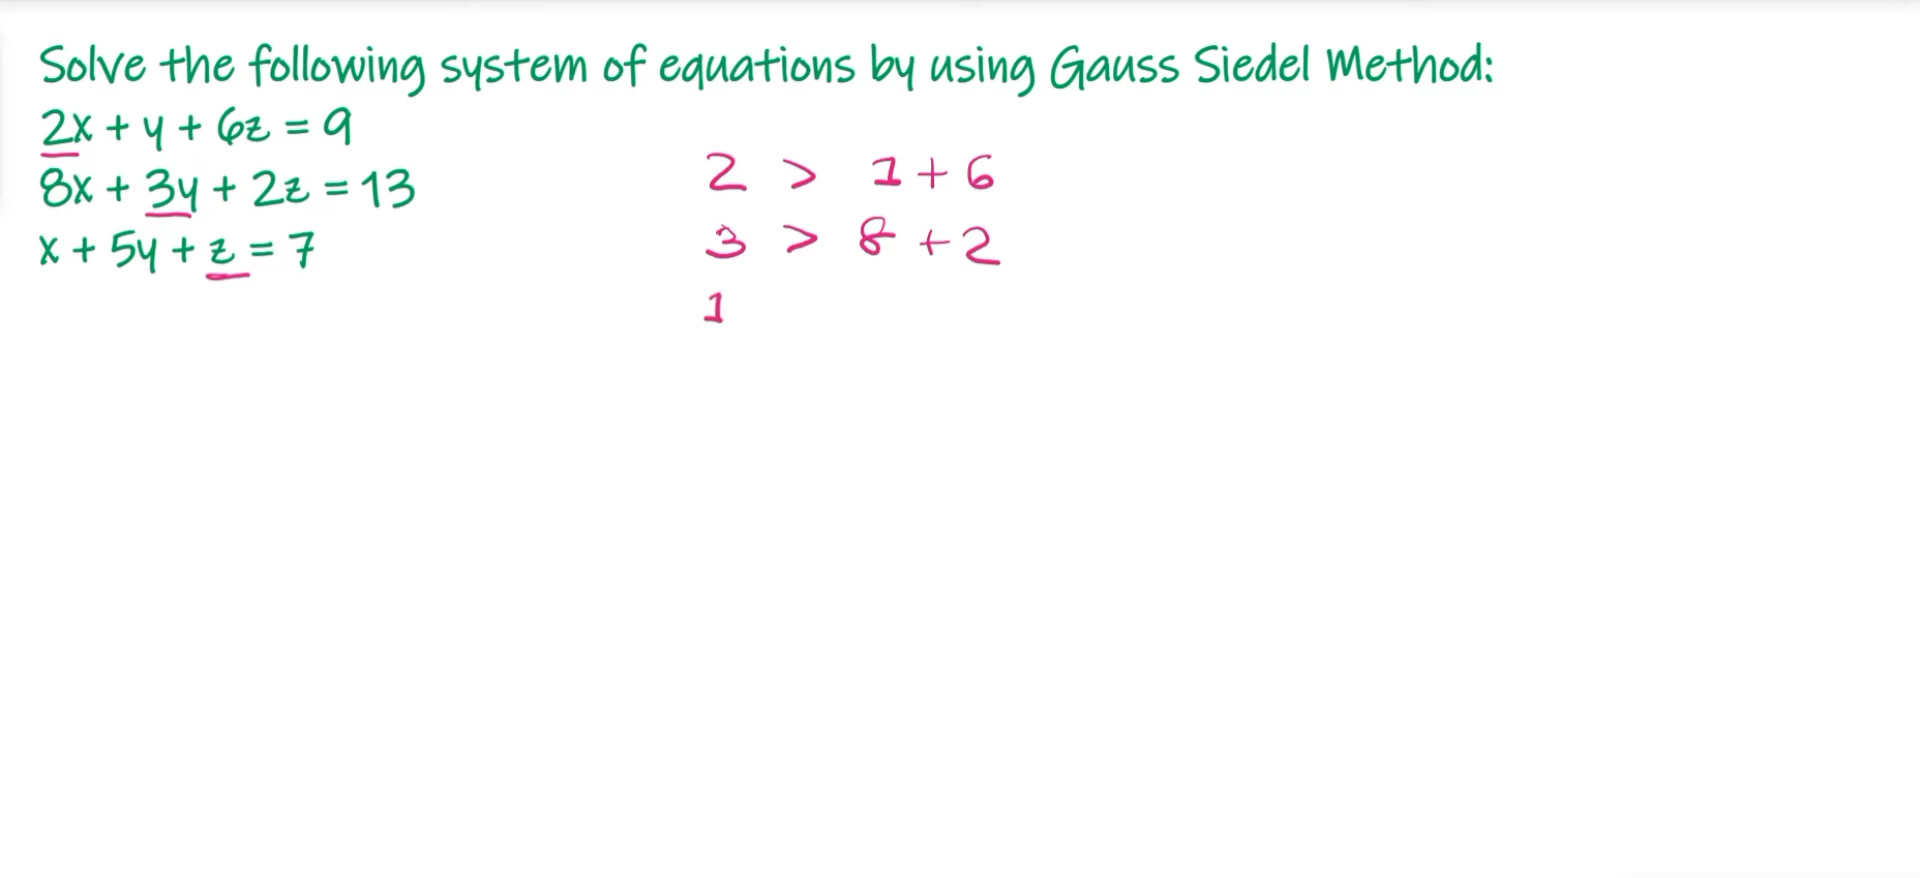 Solve the following system of equations by using Gauss Siedel Method:
2x + y + 6z = 9
8x + 3y + 2z = 13
x + 5y + z = 7
2 > 1 + 6
3 > 8 + 2
1